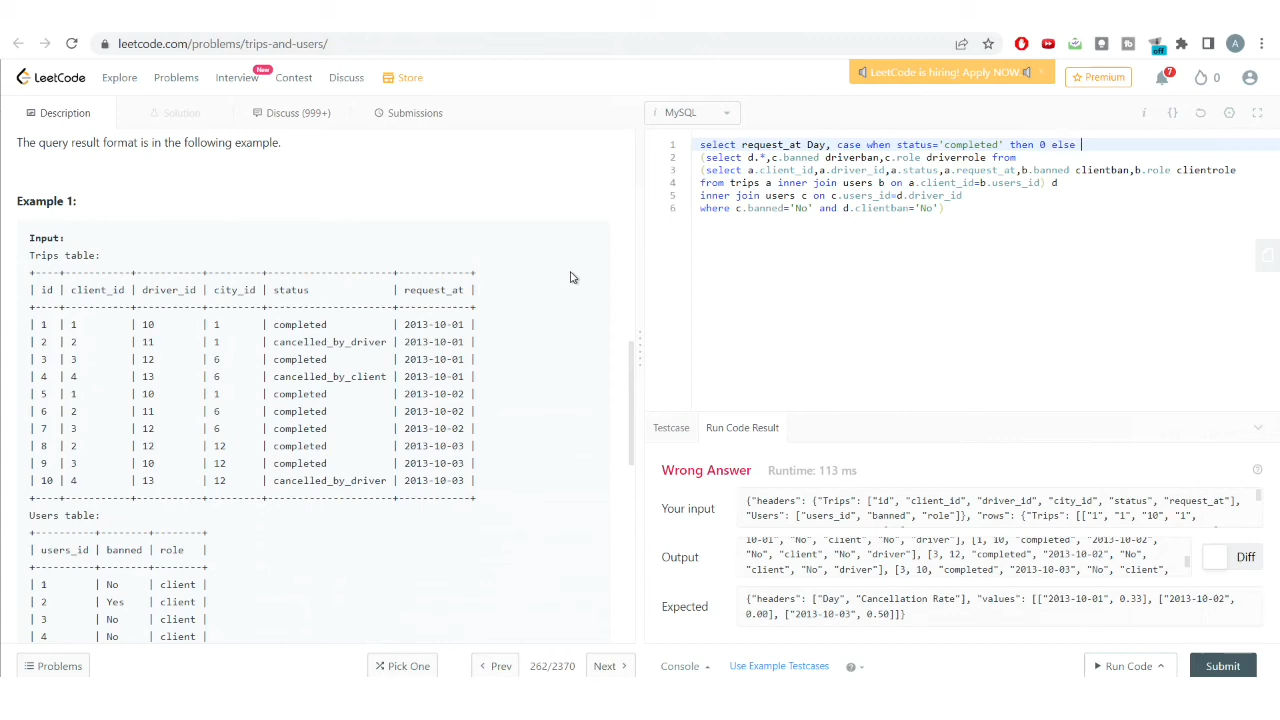 leetcode.com/problems/trips-and-users/
off
A
LeetCode
Explore
Problems
Interview
New
Contest
Discuss
Store
LeetCode is hiring! Apply NOW.
Premium
7
0
Description
Solution
Discuss (999+)
Submissions
The query result format is in the following example.
Example 1:
Input:
Trips table:
+----+-----------+-----------+---------+---------------------+------------+
| id | client_id | driver_id | city_id | status | request_at |
+----+-----------+-----------+---------+---------------------+------------+
| 1 | 1 | 10 | 1 | completed | 2013-10-01 |
| 2 | 2 | 11 | 1 | cancelled_by_driver | 2013-10-01 |
| 3 | 3 | 12 | 6 | completed | 2013-10-01 |
| 4 | 4 | 13 | 6 | cancelled_by_client | 2013-10-01 |
| 5 | 1 | 10 | 1 | completed | 2013-10-02 |
| 6 | 2 | 11 | 6 | completed | 2013-10-02 |
| 7 | 3 | 12 | 6 | completed | 2013-10-02 |
| 8 | 2 | 12 | 12 | completed | 2013-10-03 |
| 9 | 3 | 10 | 12 | completed | 2013-10-03 |
| 10 | 4 | 13 | 12 | cancelled_by_driver | 2013-10-03 |
+----+-----------+-----------+---------+---------------------+------------+
Users table:
+----------+--------+--------+
| users_id | banned | role |
+----------+--------+--------+
| 1 | No | client |
| 2 | Yes | client |
| 3 | No | client |
| 4 | No | client |
Problems
Pick One
Prev
262/2370
Next
MySQL
1 select request_at Day, case when status='completed' then 0 else
2 (select d.*,c.banned driverban,c.role driverrole from
3 (select a.client_id,a.driver_id,a.status,a.request_at,b.banned clientban,b.role clientrole
4 from trips a inner join users b on a.client_id=b.users_id) d
5 inner join users c on c.users_id=d.driver_id
6 where c.banned='No' and d.clientban='No')
Testcase
Run Code Result
Wrong Answer
Runtime: 113 ms
Your input
{"headers": {"Trips": ["id", "client_id", "driver_id", "city_id", "status", "request_at"],
"Users": ["users_id", "banned", "role"]}, "rows": {"Trips": [["1", "1", "10", "1",
Output
10-01", "No", "client", "No", "driver"], [1, 10, "completed", "2013-10-02",
"No", "client", "No", "driver"], [3, 12, "completed", "2013-10-02", "No",
"client", "No", "driver"], [3, 10, "completed", "2013-10-03", "No", "client",
Diff
Expected
{"headers": ["Day", "Cancellation Rate"], "values": [["2013-10-01", 0.33], ["2013-10-02",
0.00], ["2013-10-03", 0.50]]}
Console
Use Example Testcases
Run Code
Submit